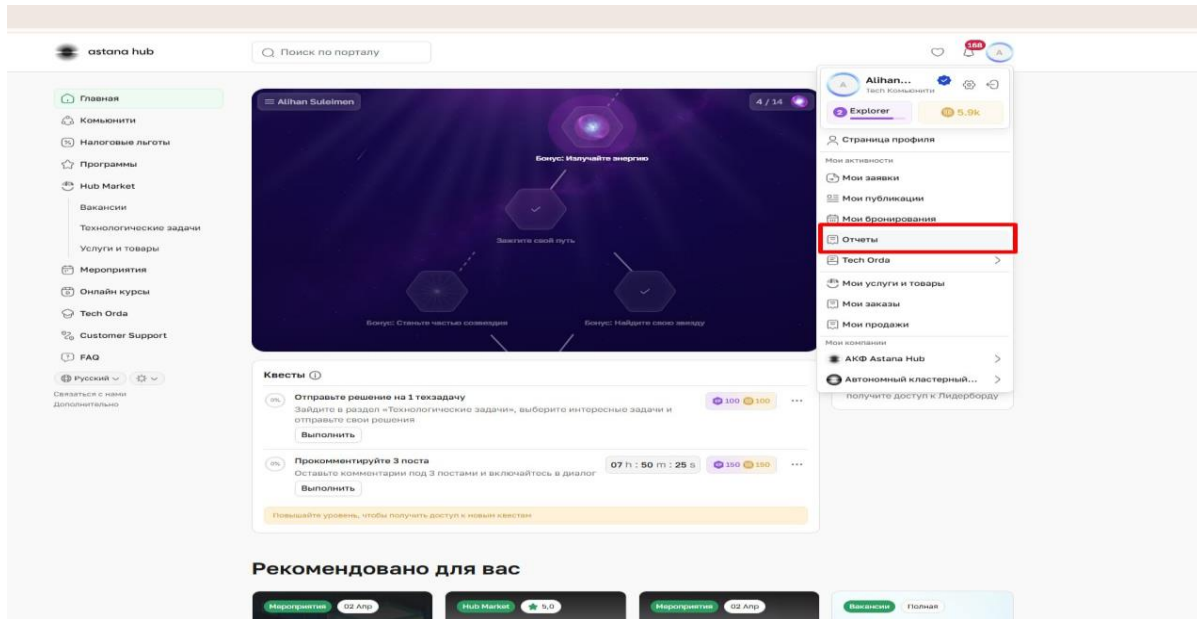 astana hub
Поиск по порталу
188
A
Главная
Комьюнити
Налоговые льготы
Программы
Hub Market
Вакансии
Технологические задачи
Услуги и товары
Мероприятия
Онлайн курсы
Tech Orda
Customer Support
FAQ
Русский
Связаться с нами
Дополнительно
Alihan Suleimen
4 / 14
Бонус: Излучайте энергию
Зажгите свой путь
Бонус: Станьте частью созвездия
Бонус: Найдите свою звезду
A
Alihan...
Tech Комьюнити
2 Explorer
5.9k
Страница профиля
Мои активности
Мои заявки
Мои публикации
Мои бронирования
Отчеты
Tech Orda
Мои услуги и товары
Мои заказы
Мои продажи
Мои компании
АКФ Astana Hub
Автономный кластерный...
получите доступ к Лидерборду
Квесты
0%
Отправьте решение на 1 техзадачу
100 100
Зайдите в раздел «Технологические задачи», выберите интересные задачи и
отправьте свои решения
Выполнить
0%
Прокомментируйте 3 поста
07 h : 50 m : 25 s
150 150
Оставьте комментарии под 3 постами и включайтесь в диалог
Выполнить
Повышайте уровень, чтобы получить доступ к новым квестам
Рекомендовано для вас
Мероприятия 02 Апр
Hub Market 5,0
Мероприятия 02 Апр
Вакансии Полная